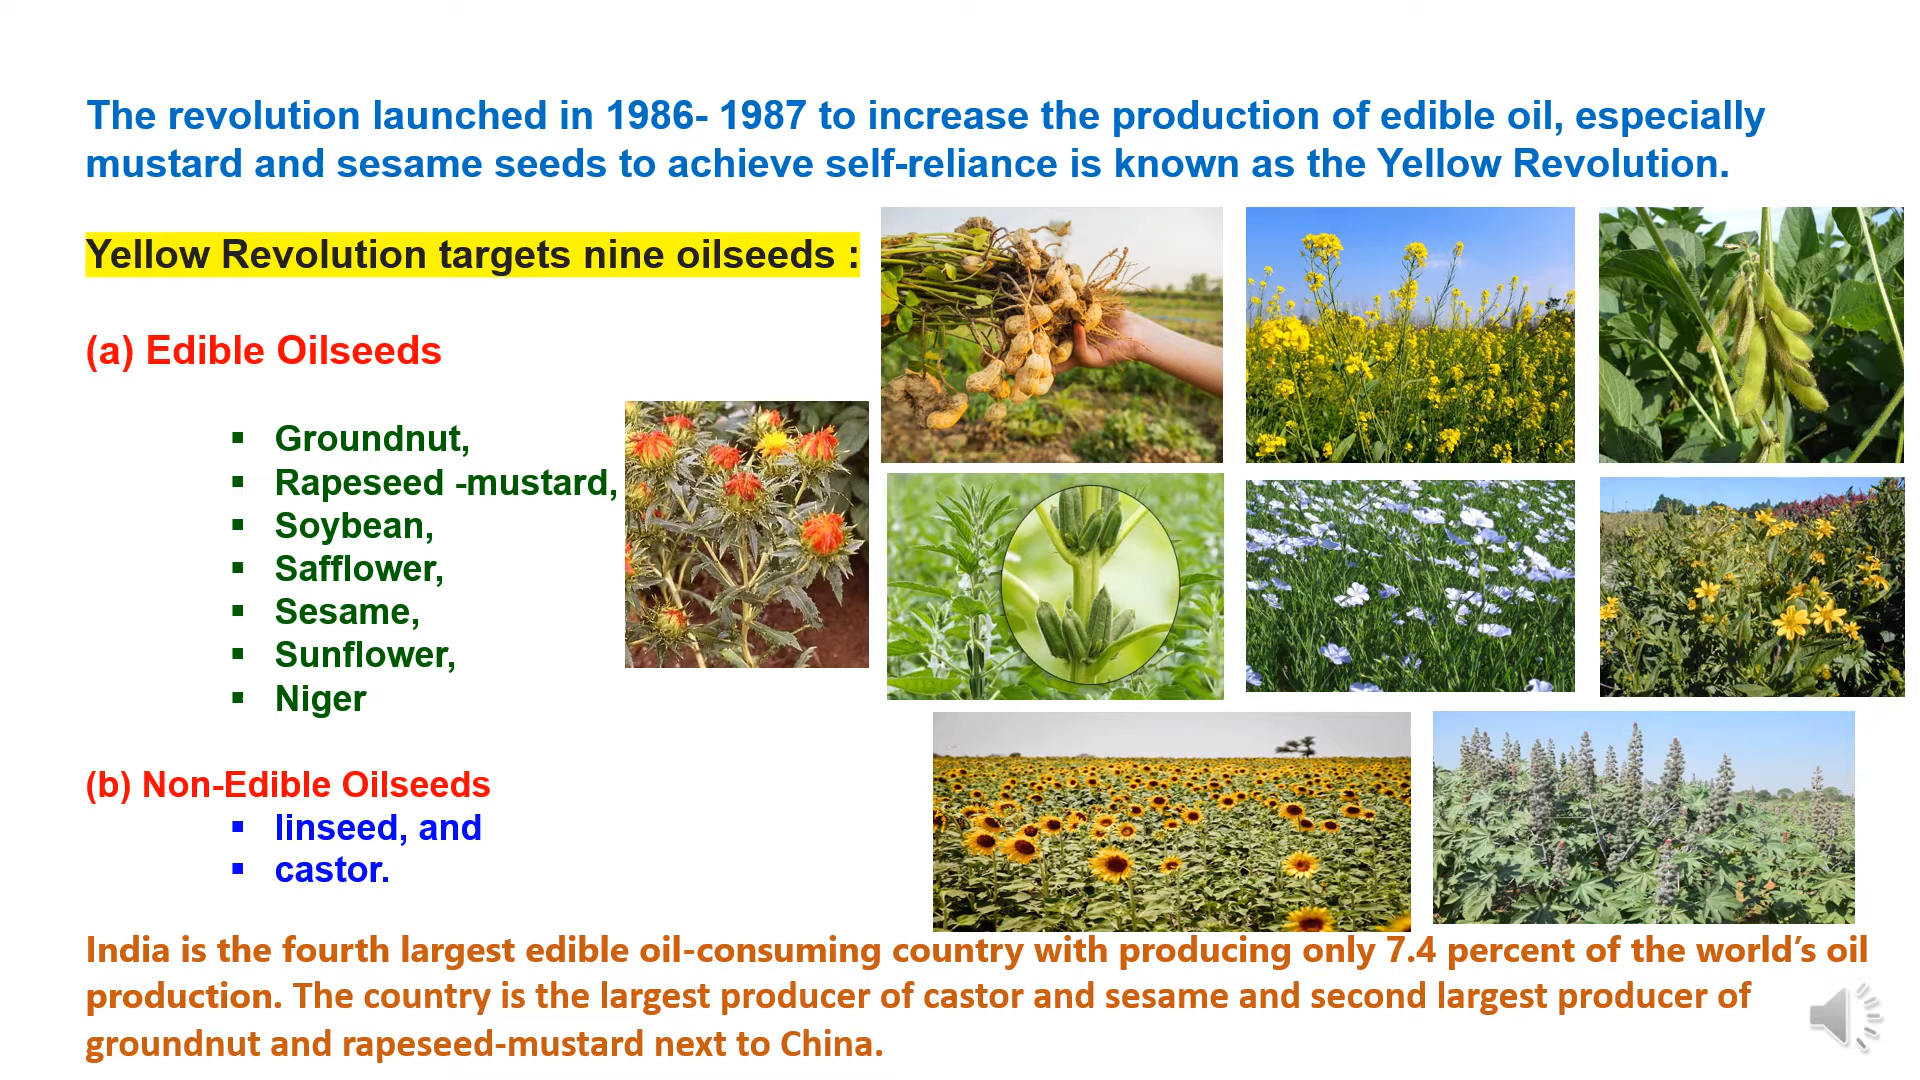 The revolution launched in 1986- 1987 to increase the production of edible oil, especially
mustard and sesame seeds to achieve self-reliance is known as the Yellow Revolution.
Yellow Revolution targets nine oilseeds :
(a) Edible Oilseeds
▪ Groundnut,
▪ Rapeseed -mustard,
▪ Soybean,
▪ Safflower,
▪ Sesame,
▪ Sunflower,
▪ Niger
(b) Non-Edible Oilseeds
▪ linseed, and
▪ castor.
India is the fourth largest edible oil-consuming country with producing only 7.4 percent of the world’s oil
production. The country is the largest producer of castor and sesame and second largest producer of
groundnut and rapeseed-mustard next to China.